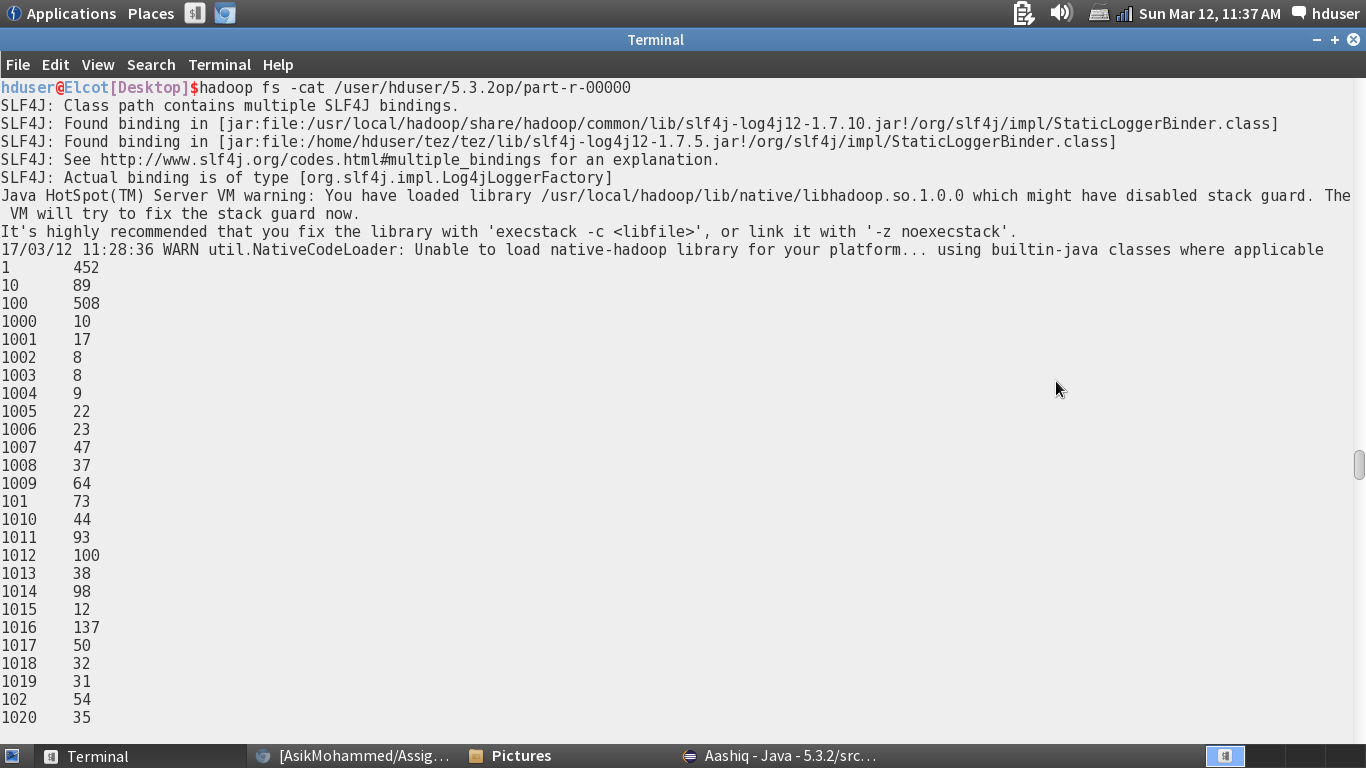 Applications Places Sun Mar 12, 11:37 AM hduser
Terminal
File Edit View Search Terminal Help
hduser@Elcot[Desktop]$hadoop fs -cat /user/hduser/5.3.2op/part-r-00000
SLF4J: Class path contains multiple SLF4J bindings.
SLF4J: Found binding in [jar:file:/usr/local/hadoop/share/hadoop/common/lib/slf4j-log4j12-1.7.10.jar!/org/slf4j/impl/StaticLoggerBinder.class]
SLF4J: Found binding in [jar:file:/home/hduser/tez/tez/lib/slf4j-log4j12-1.7.5.jar!/org/slf4j/impl/StaticLoggerBinder.class]
SLF4J: See http://www.slf4j.org/codes.html#multiple_bindings for an explanation.
SLF4J: Actual binding is of type [org.slf4j.impl.Log4jLoggerFactory]
Java HotSpot(TM) Server VM warning: You have loaded library /usr/local/hadoop/lib/native/libhadoop.so.1.0.0 which might have disabled stack guard. The
 VM will try to fix the stack guard now.
It's highly recommended that you fix the library with 'execstack -c <libfile>', or link it with '-z noexecstack'.
17/03/12 11:28:36 WARN util.NativeCodeLoader: Unable to load native-hadoop library for your platform... using builtin-java classes where applicable
1 452
10 89
100 508
1000 10
1001 17
1002 8
1003 8
1004 9
1005 22
1006 23
1007 47
1008 37
1009 64
101 73
1010 44
1011 93
1012 100
1013 38
1014 98
1015 12
1016 137
1017 50
1018 32
1019 31
102 54
1020 35
Terminal [AsikMohammed/Assig... Pictures Aashiq - Java - 5.3.2/src...